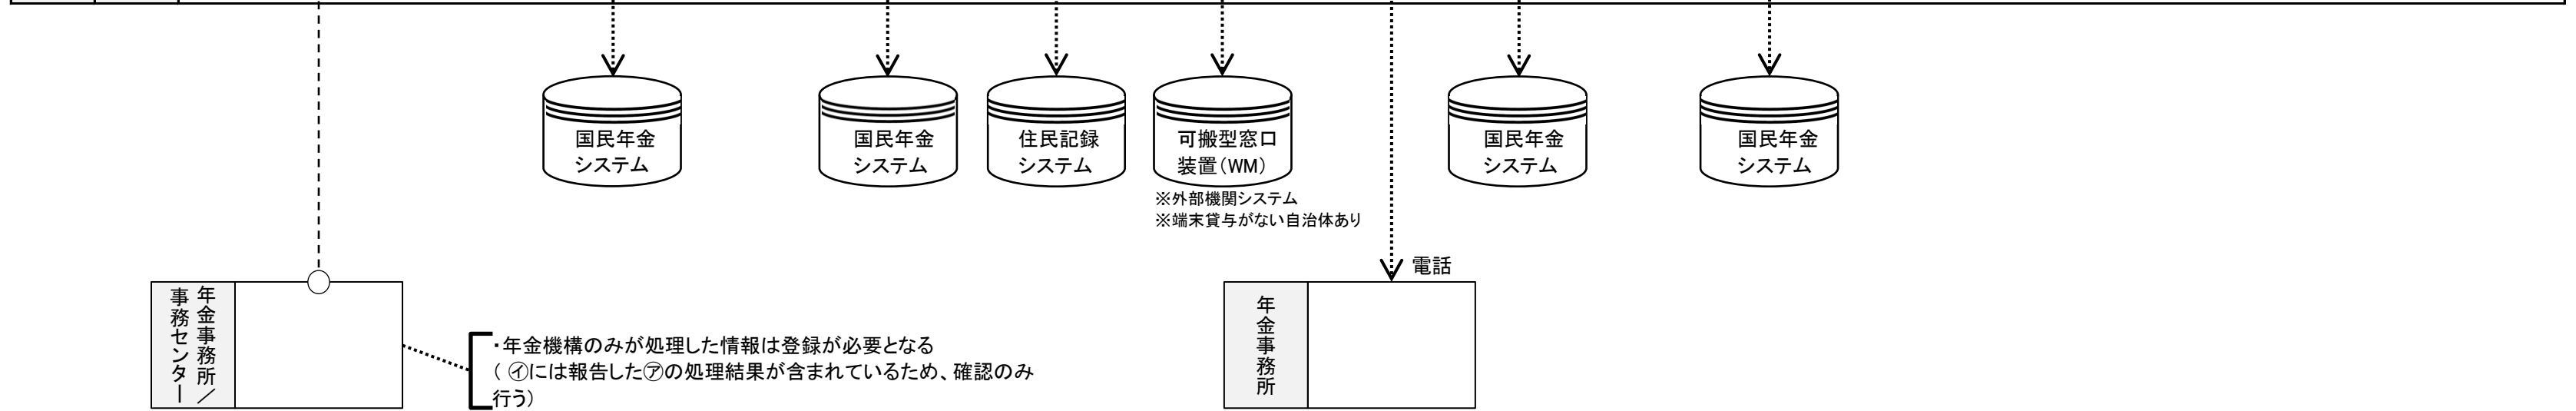 国民年金
システム
国民年金
システム
住民記録
システム
可搬型窓口
装置（WM）
※外部機関システム
※端末貸与がない自治体あり
国民年金
システム
国民年金
システム
電話
年金事務所／
事務センター
・年金機構のみが処理した情報は登録が必要となる
（㋑には報告した㋐の処理結果が含まれているため、確認のみ
行う）
年金事務所